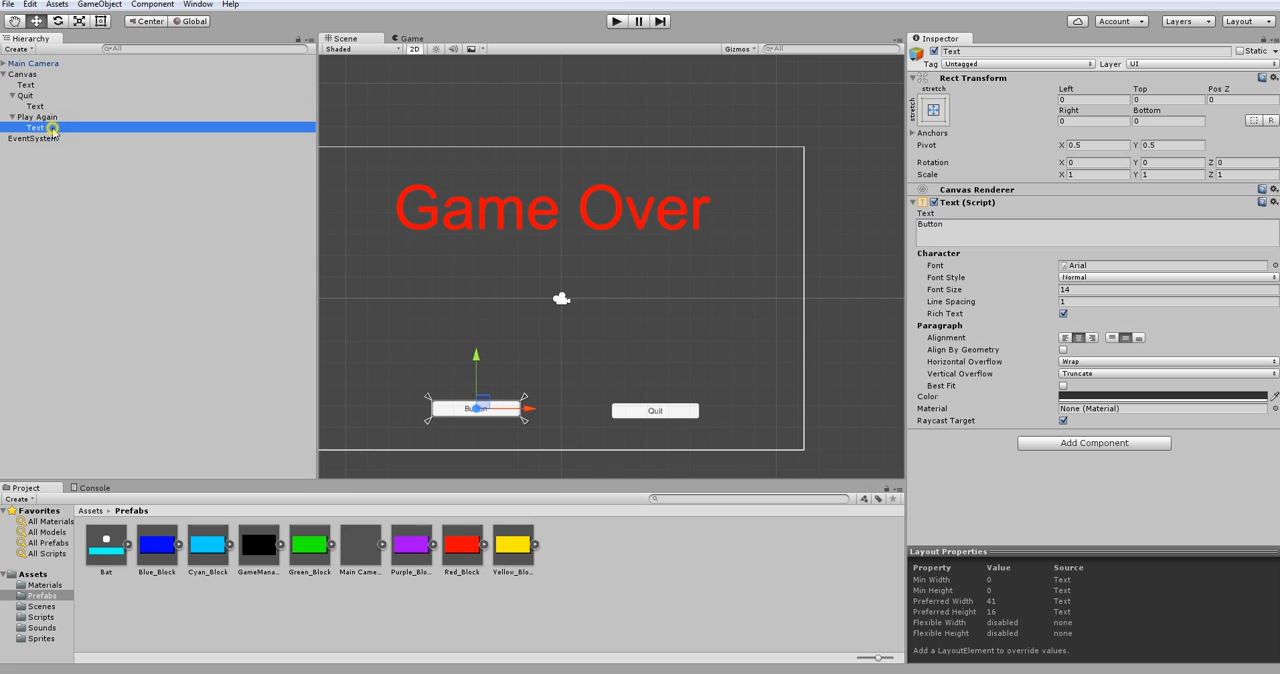 File Edit Assets GameObject Component Window Help
Center Global Account Layers Layout
Hierarchy
Create All
Main Camera
Canvas
Text
Quit
Text
Play Again
Text
EventSystem
Scene Game
Shaded 2D Gizmos All
Game Over
Quit
Inspector
Text Static
Tag Untagged Layer UI
Rect Transform
stretch
stretch
Left Top Pos Z
0 0 0
Right Bottom
0 0 R
Anchors
Pivot X 0.5 Y 0.5
Rotation X 0 Y 0 Z 0
Scale X 1 Y 1 Z 1
Canvas Renderer
Text (Script)
Text
Button
Character
Font Arial
Font Style Normal
Font Size 14
Line Spacing 1
Rich Text
Paragraph
Alignment
Align By Geometry
Horizontal Overflow Wrap
Vertical Overflow Truncate
Best Fit
Color
Material None (Material)
Raycast Target
Add Component
Layout Properties
Property Value Source
Min Width 0 Text
Min Height 0 Text
Preferred Width 41 Text
Preferred Height 16 Text
Flexible Width disabled none
Flexible Height disabled none
Add a LayoutElement to override values.
Project Console
Create
Favorites
All Materials
All Models
All Prefabs
All Scripts
Assets
Materials
Prefabs
Scenes
Scripts
Sounds
Sprites
Assets Prefabs
Bat Blue_Block Cyan_Block GameMana... Green_Block Main Came... Purple_Blo... Red_Block Yellow_Blo...